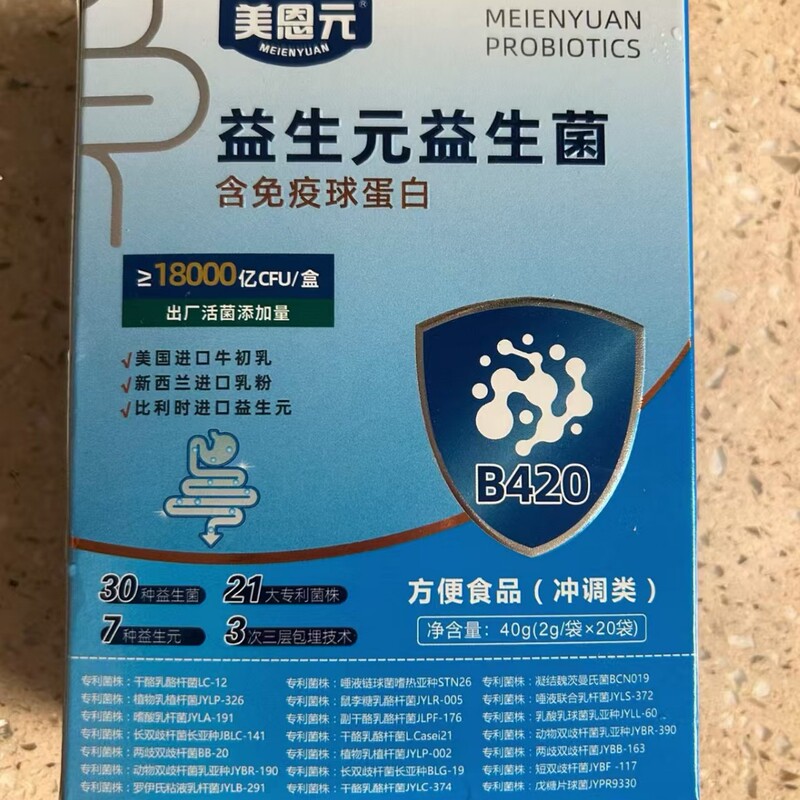 美恩元®
MEIENYUAN
MEIENYUAN
PROBIOTICS
益生元益生菌
含免疫球蛋白
≥18000亿CFU/盒
出厂活菌添加量
√美国进口牛初乳
√新西兰进口乳粉
√比利时进口益生元
B420
30种益生菌 21大专利菌株
7种益生元 3次三层包埋技术
方便食品（冲调类）
净含量：40g(2g/袋×20袋)
专利菌株：干酪乳酪杆菌LC-12
专利菌株：植物乳植杆菌JYLP-326
专利菌株：嗜酸乳杆菌JYLA-191
专利菌株：长双歧杆菌长亚种JBLC-141
专利菌株：两歧双歧杆菌BB-20
专利菌株：动物双歧杆菌乳亚种JYBR-190
专利菌株：罗伊氏粘液乳杆菌JYLB-291
专利菌株：唾液链球菌嗜热亚种STN26
专利菌株：鼠李糖乳酪杆菌JYLR-005
专利菌株：副干酪乳酪杆菌JLPF-176
专利菌株：干酪乳酪杆菌L.Casei21
专利菌株：植物乳植杆菌JYLP-002
专利菌株：长双歧杆菌长亚种BLG-19
专利菌株：干酪乳酪杆菌JYLC-374
专利菌株：凝结魏茨曼氏菌BCN019
专利菌株：唾液联合乳杆菌JYLS-372
专利菌株：乳酸乳球菌乳亚种JYLL-60
专利菌株：动物双歧杆菌乳亚种JYBR-390
专利菌株：两歧双歧杆菌JYBB-163
专利菌株：短双歧杆菌JYBF -117
专利菌株：戊糖片球菌JYPR9330